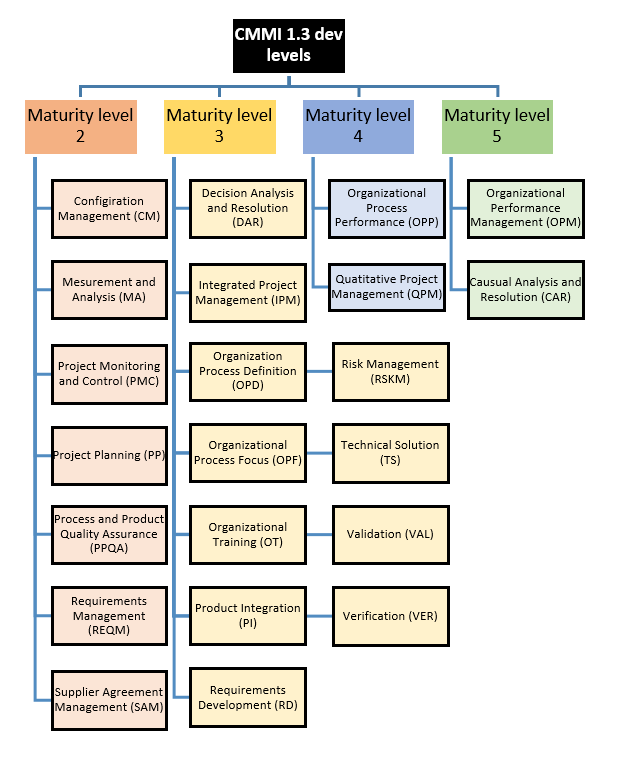 CMMI 1.3 dev
levels
Maturity level
2
Maturity level
3
Maturity level
4
Maturity level
5
Configiration
Management (CM)
Mesurement and
Analysis (MA)
Project Monitoring
and Control (PMC)
Project Planning (PP)
Process and Product
Quality Assurance
(PPQA)
Requirements
Management
(REQM)
Supplier Agreement
Management (SAM)
Decision Analysis
and Resolution
(DAR)
Integrated Project
Management (IPM)
Organization
Process Definition
(OPD)
Organizational
Process Focus (OPF)
Organizational
Training (OT)
Product Integration
(PI)
Requirements
Development (RD)
Risk Management
(RSKM)
Technical Solution
(TS)
Validation (VAL)
Verification (VER)
Organizational
Process
Performance (OPP)
Quatitative Project
Management (QPM)
Organizational
Performance
Management (OPM)
Causual Analysis and
Resolution (CAR)